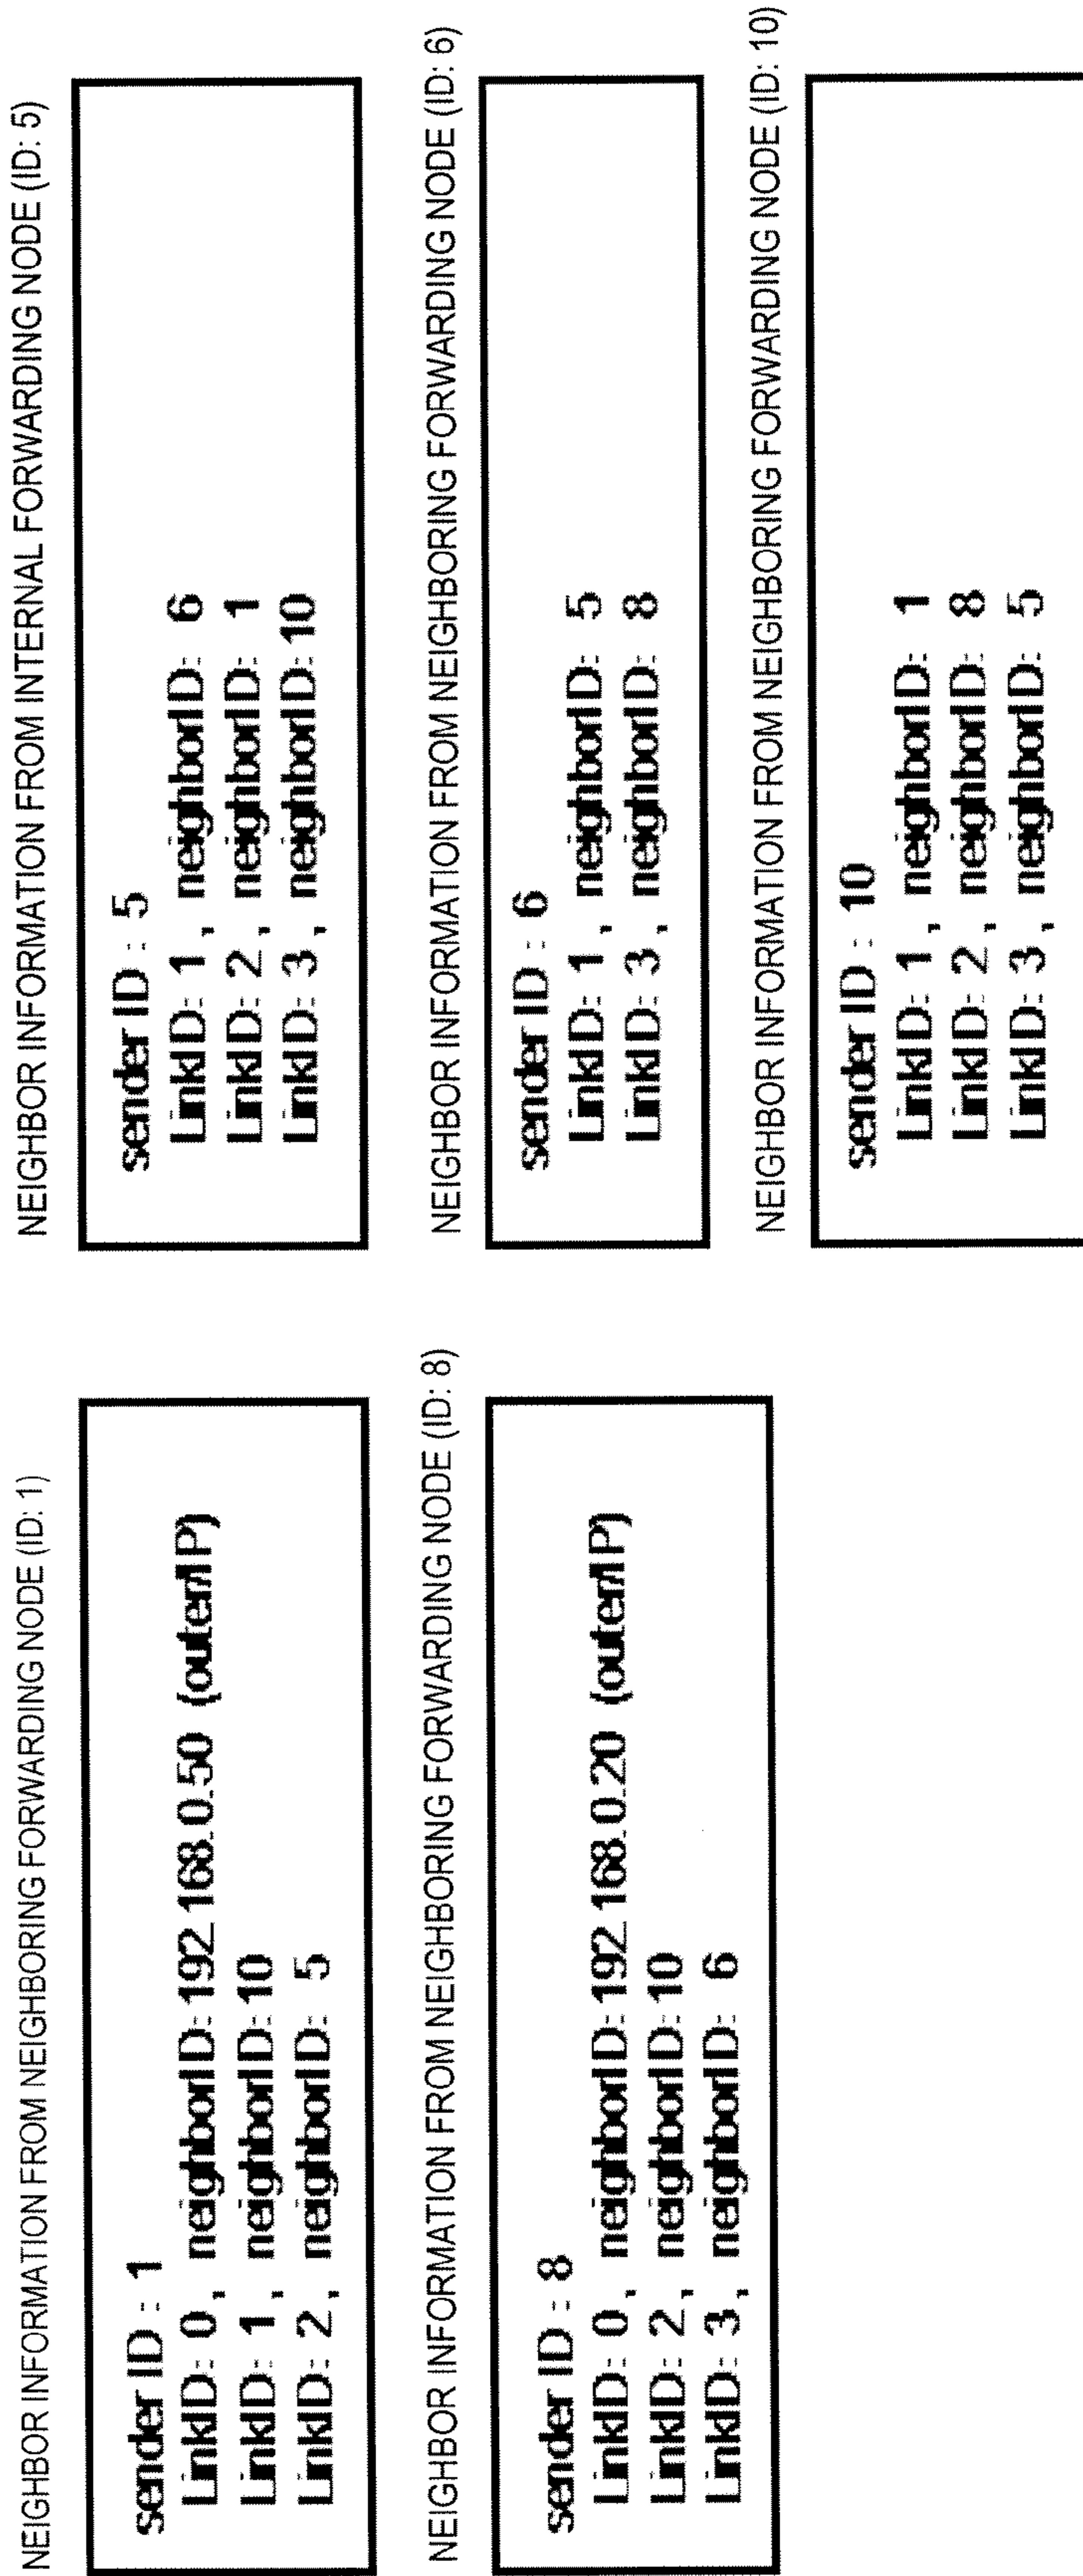 NEIGHBOR INFORMATION FROM NEIGHBORING FORWARDING NODE (ID: 1)
sender ID : 1
LinkID: 0, neighborID: 192.168.0.50 (outer/IP)
LinkID: 1, neighborID: 10
LinkID: 2, neighborID: 5
NEIGHBOR INFORMATION FROM NEIGHBORING FORWARDING NODE (ID: 8)
sender ID : 8
LinkID: 0, neighborID: 192.168.0.20 (outer/IP)
LinkID: 2, neighborID: 10
LinkID: 3, neighborID: 6
NEIGHBOR INFORMATION FROM INTERNAL FORWARDING NODE (ID: 5)
sender ID : 5
LinkID: 1, neighborID: 6
LinkID: 2, neighborID: 1
LinkID: 3, neighborID: 10
NEIGHBOR INFORMATION FROM NEIGHBORING FORWARDING NODE (ID: 6)
sender ID : 6
LinkID: 1, neighborID: 5
LinkID: 3, neighborID: 8
NEIGHBOR INFORMATION FROM NEIGHBORING FORWARDING NODE (ID: 10)
sender ID : 10
LinkID: 1, neighborID: 1
LinkID: 2, neighborID: 8
LinkID: 3, neighborID: 5